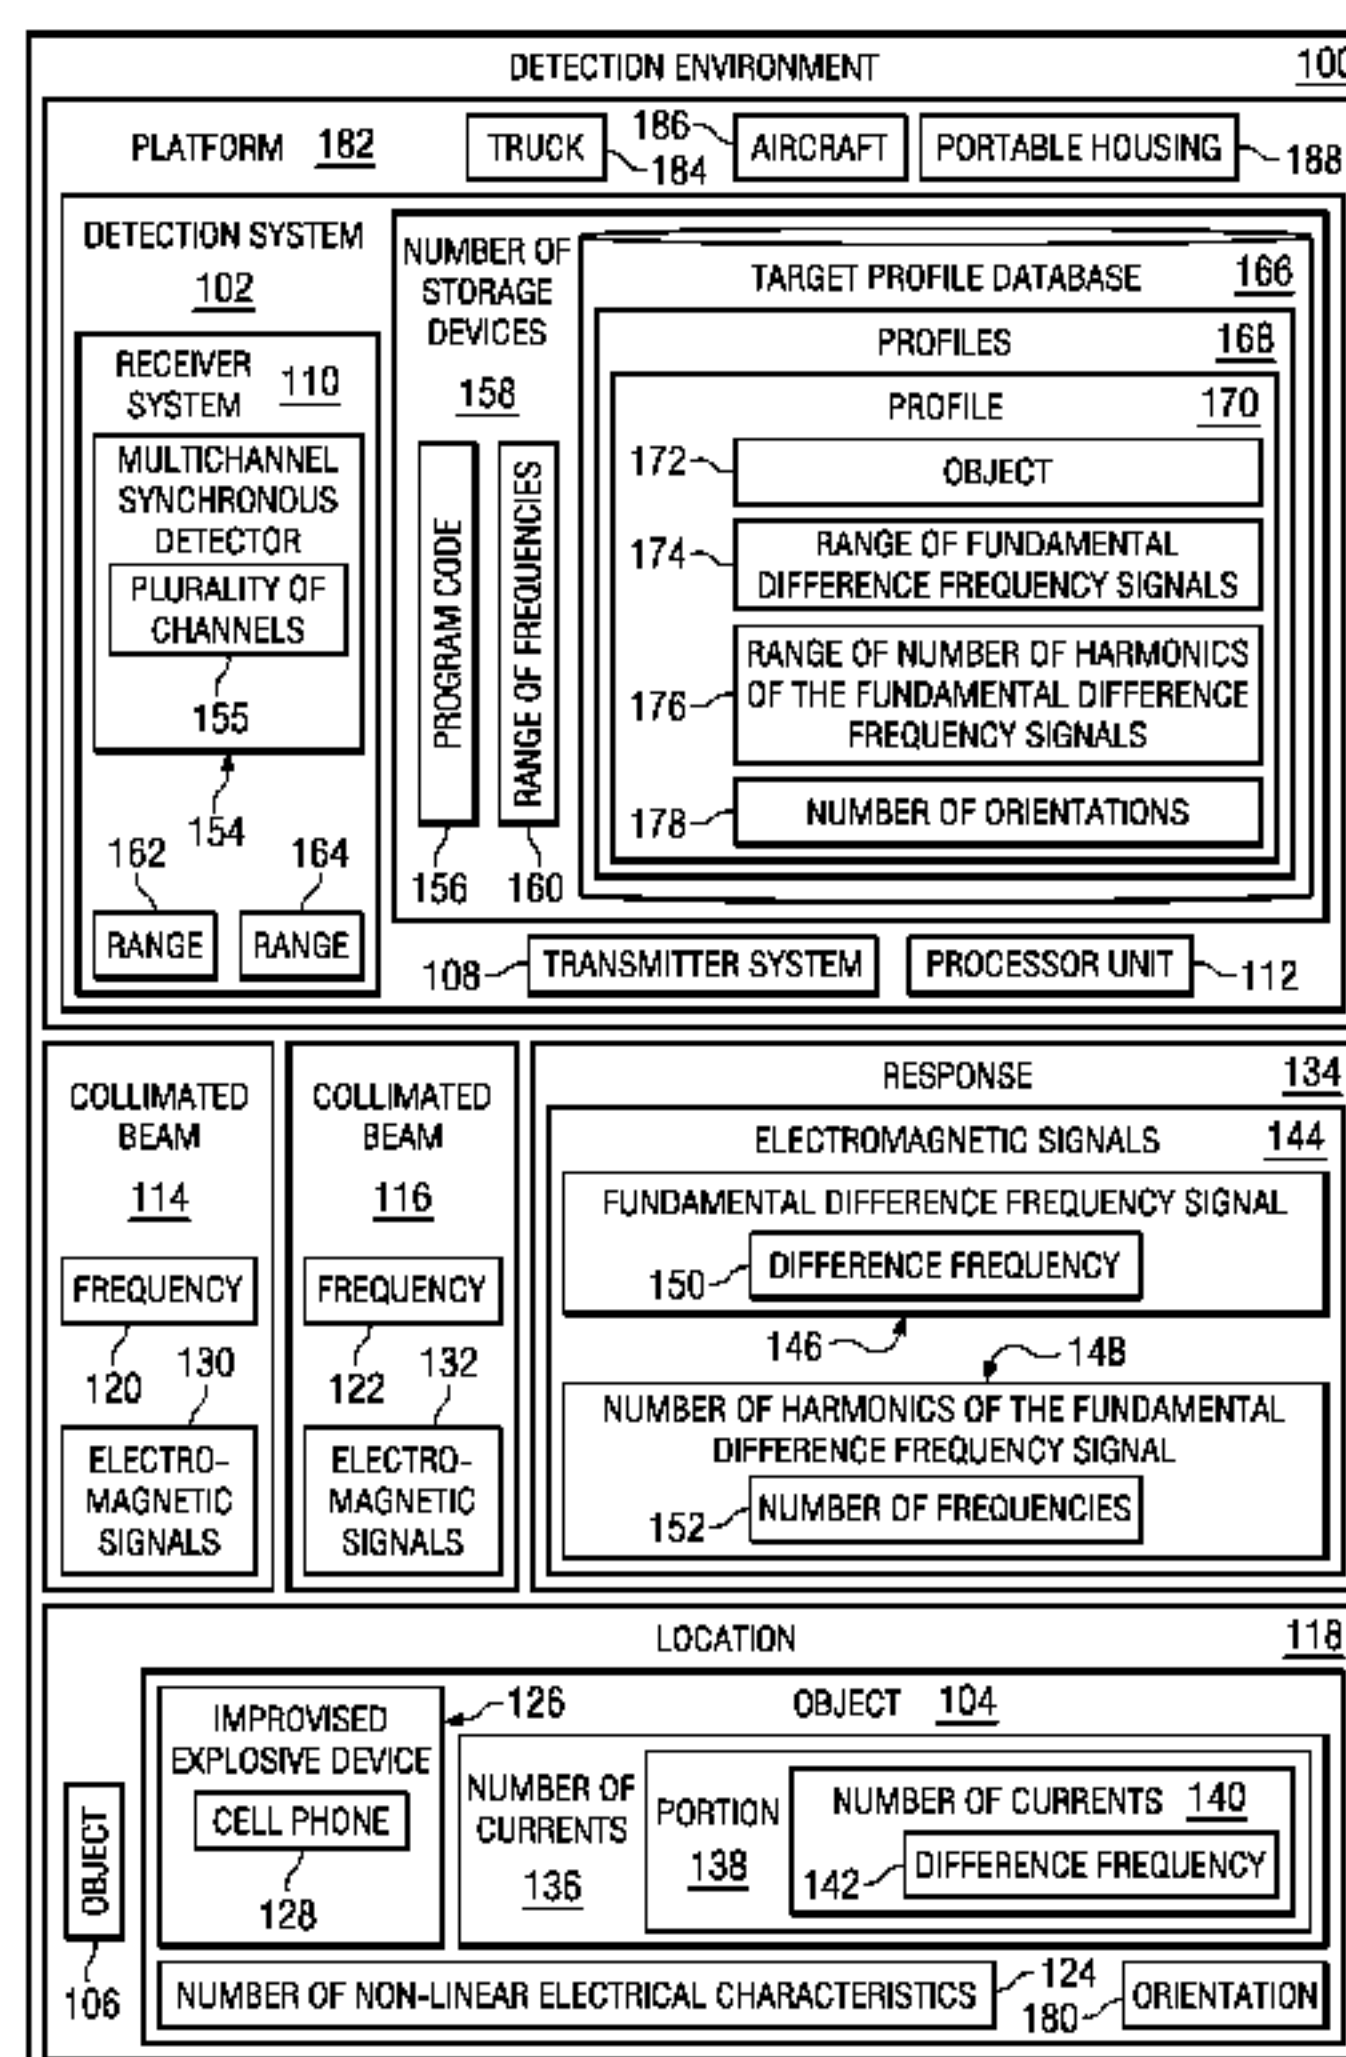 DETECTION ENVIRONMENT 100
PLATFORM 182
TRUCK
184
186
AIRCRAFT
PORTABLE HOUSING
188
DETECTION SYSTEM
102
RECEIVER
SYSTEM
110
MULTICHANNEL
SYNCHRONOUS
DETECTOR
PLURALITY OF
CHANNELS
155
154
162
164
RANGE
RANGE
NUMBER OF
STORAGE
DEVICES
158
PROGRAM CODE
RANGE OF FREQUENCIES
156
160
TARGET PROFILE DATABASE 166
PROFILES 168
PROFILE 170
172
OBJECT
174
RANGE OF FUNDAMENTAL
DIFFERENCE FREQUENCY SIGNALS
176
RANGE OF NUMBER OF HARMONICS
OF THE FUNDAMENTAL DIFFERENCE
FREQUENCY SIGNALS
178
NUMBER OF ORIENTATIONS
108
TRANSMITTER SYSTEM
PROCESSOR UNIT
112
COLLIMATED
BEAM
114
FREQUENCY
120
130
ELECTRO-
MAGNETIC
SIGNALS
COLLIMATED
BEAM
116
FREQUENCY
122
132
ELECTRO-
MAGNETIC
SIGNALS
RESPONSE 134
ELECTROMAGNETIC SIGNALS 144
FUNDAMENTAL DIFFERENCE FREQUENCY SIGNAL
150
DIFFERENCE FREQUENCY
146
148
NUMBER OF HARMONICS OF THE FUNDAMENTAL
DIFFERENCE FREQUENCY SIGNAL
152
NUMBER OF FREQUENCIES
LOCATION 118
OBJECT
106
IMPROVISED
EXPLOSIVE DEVICE
CELL PHONE
128
126
OBJECT 104
NUMBER OF
CURRENTS
136
PORTION
138
NUMBER OF CURRENTS 140
142
DIFFERENCE FREQUENCY
NUMBER OF NON-LINEAR ELECTRICAL CHARACTERISTICS
124
180
ORIENTATION